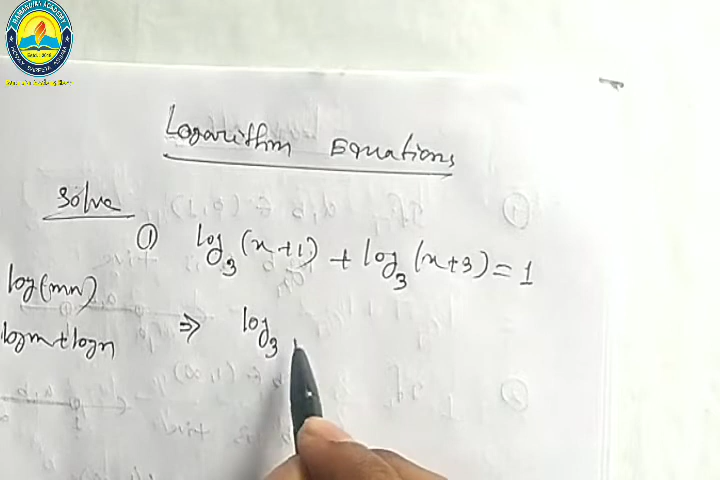 Logarithm Equations
Solve
① log₃(x+1) + log₃(x+3) = 1
log(mn)
logm+logn
⇒ log₃